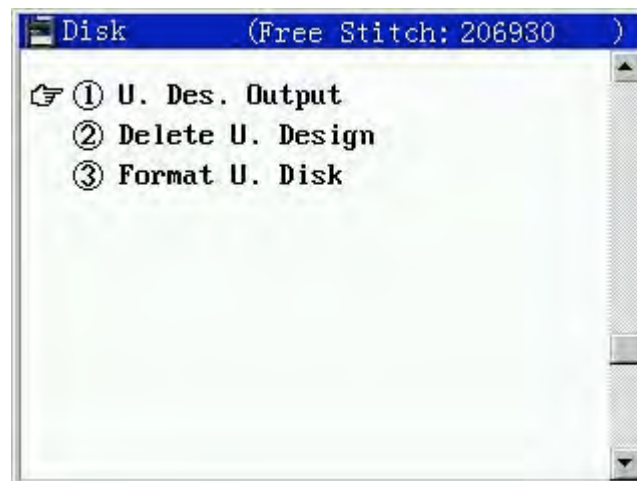 Disk (Free Stitch: 206930 )
① U. Des. Output
② Delete U. Design
③ Format U. Disk